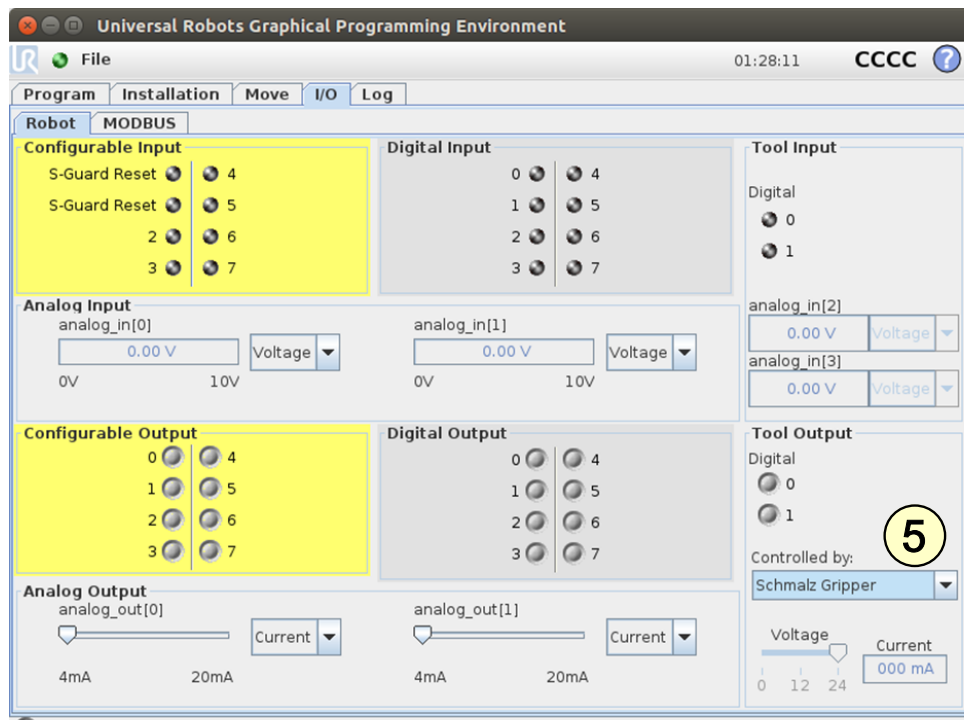 Universal Robots Graphical Programming Environment
UR File 01:28:11 CCCC ?
Program Installation Move I/O Log
Robot MODBUS
Configurable Input
S-Guard Reset 4
S-Guard Reset 5
2 6
3 7
Digital Input
0 4
1 5
2 6
3 7
Tool Input
Digital
0
1
analog_in[2]
0.00 V Voltage
analog_in[3]
0.00 V Voltage
Analog Input
analog_in[0]
0.00 V Voltage
0V 10V
analog_in[1]
0.00 V Voltage
0V 10V
Configurable Output
0 4
1 5
2 6
3 7
Digital Output
0 4
1 5
2 6
3 7
Tool Output
Digital
0
1
5
Controlled by:
Schmalz Gripper
Voltage
0 12 24
Current
000 mA
Analog Output
analog_out[0]
Current
4mA 20mA
analog_out[1]
Current
4mA 20mA